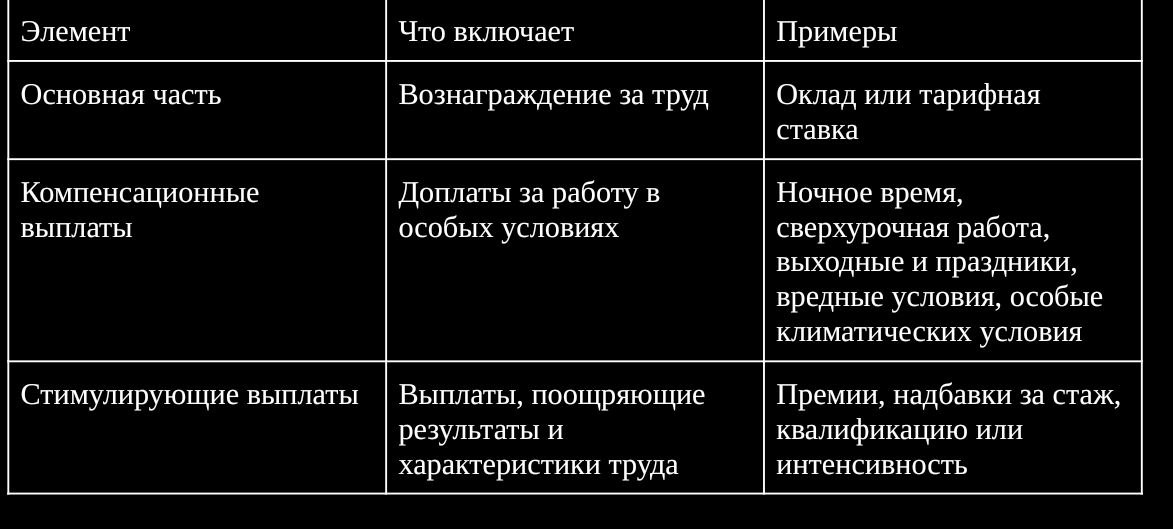 Элемент
Что включает
Примеры
Основная часть
Вознаграждение за труд
Оклад или тарифная
ставка
Компенсационные
выплаты
Доплаты за работу в
особых условиях
Ночное время,
сверхурочная работа,
выходные и праздники,
вредные условия, особые
климатических условия
Стимулирующие выплаты
Выплаты, поощряющие
результаты и
характеристики труда
Премии, надбавки за стаж,
квалификацию или
интенсивность